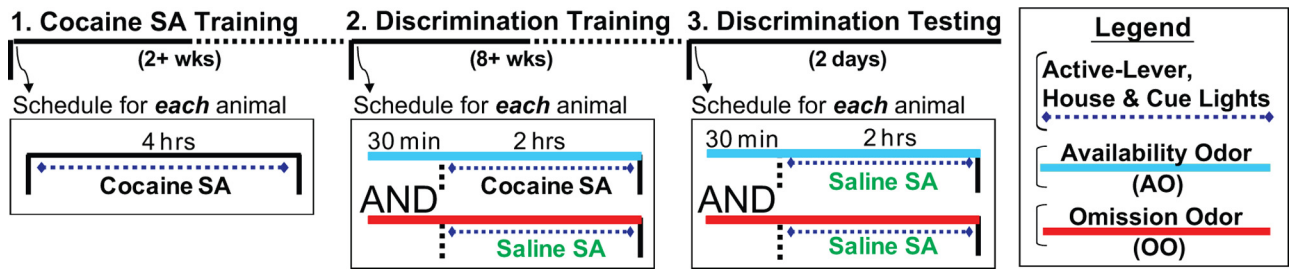 1. Cocaine SA Training
(2+ wks)
Schedule for each animal
4 hrs
Cocaine SA
2. Discrimination Training
(8+ wks)
Schedule for each animal
30 min 2 hrs
Cocaine SA
AND
Saline SA
3. Discrimination Testing
(2 days)
Schedule for each animal
30 min 2 hrs
Saline SA
AND
Saline SA
Legend
Active-Lever,
House & Cue Lights
Availability Odor
(AO)
Omission Odor
(OO)